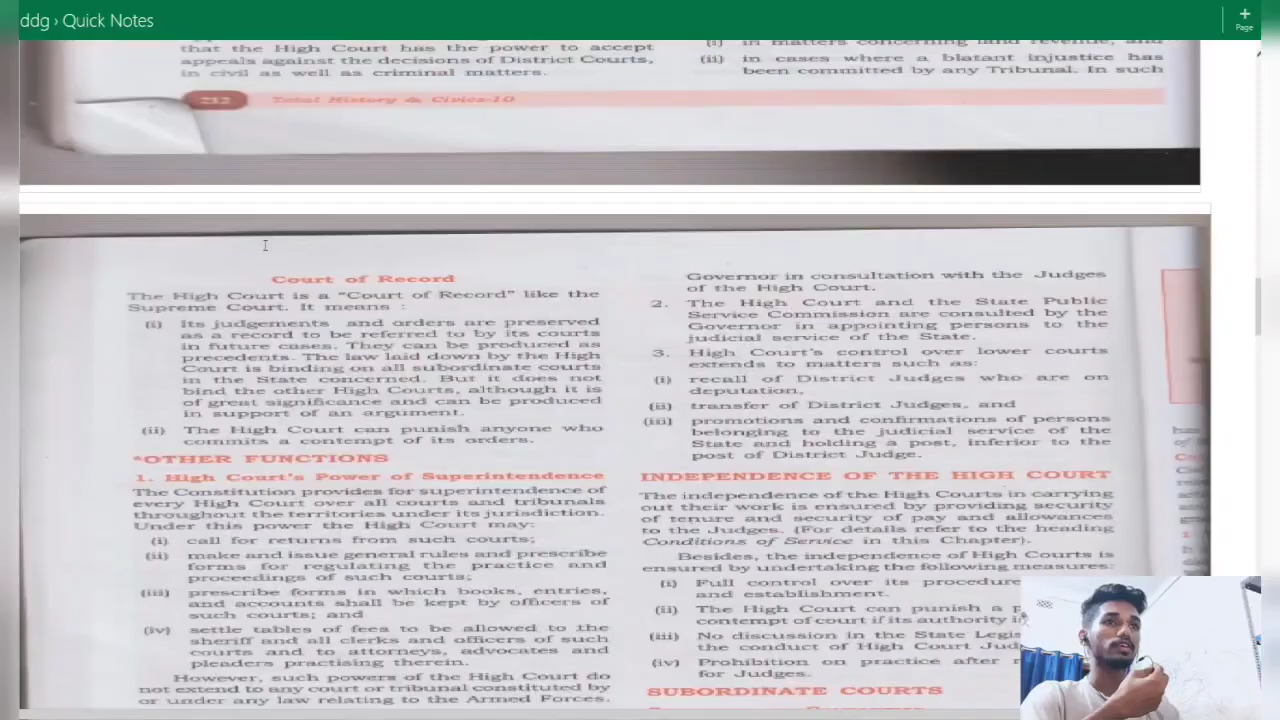 ddg › Quick Notes
Page
that the High Court has the power to accept
appeals against the decisions of District Courts,
in civil as well as criminal matters.
(i) in matters concerning land revenue, and
(ii) in cases where a blatant injustice has
been committed by any Tribunal. In such
212 Total History & Civics-10
Court of Record
The High Court is a "Court of Record" like the
Supreme Court. It means :
(i) Its judgements and orders are preserved
as a record to be referred to by its courts
in future cases. They can be produced as
precedents. The law laid down by the High
Court is binding on all subordinate courts
in the State concerned. But it does not
bind the other High Courts, although it is
of great significance and can be produced
in support of an argument.
(ii) The High Court can punish anyone who
commits a contempt of its orders.
*OTHER FUNCTIONS
1. High Court's Power of Superintendence
The Constitution provides for superintendence of
every High Court over all courts and tribunals
throughout the territories under its jurisdiction.
Under this power the High Court may:
(i) call for returns from such courts;
(ii) make and issue general rules and prescribe
forms for regulating the practice and
proceedings of such courts;
(iii) prescribe forms in which books, entries,
and accounts shall be kept by officers of
such courts; and
(iv) settle tables of fees to be allowed to the
sheriff and all clerks and officers of such
courts and to attorneys, advocates and
pleaders practising therein.
However, such powers of the High Court do
not extend to any court or tribunal constituted by
or under any law relating to the Armed Forces.
Governor in consultation with the Judges
of the High Court.
2. The High Court and the State Public
Service Commission are consulted by the
Governor in appointing persons to the
judicial service of the State.
3. High Court's control over lower courts
extends to matters such as:
(i) recall of District Judges who are on
deputation,
(ii) transfer of District Judges, and
(iii) promotions and confirmations of persons
belonging to the judicial service of the
State and holding a post, inferior to the
post of District Judge.
INDEPENDENCE OF THE HIGH COURT
The independence of the High Courts in carrying
out their work is ensured by providing security
of tenure and security of pay and allowances
to the Judges. (For details refer to the heading
Conditions of Service in this Chapter).
Besides, the independence of High Courts is
ensured by undertaking the following measures:
(i) Full control over its procedure
and establishment.
(ii) The High Court can punish a p
contempt of court if its authority i
(iii) No discussion in the State Legis
the conduct of High Court Jud
(iv) Prohibition on practice after r
for Judges.
SUBORDINATE COURTS